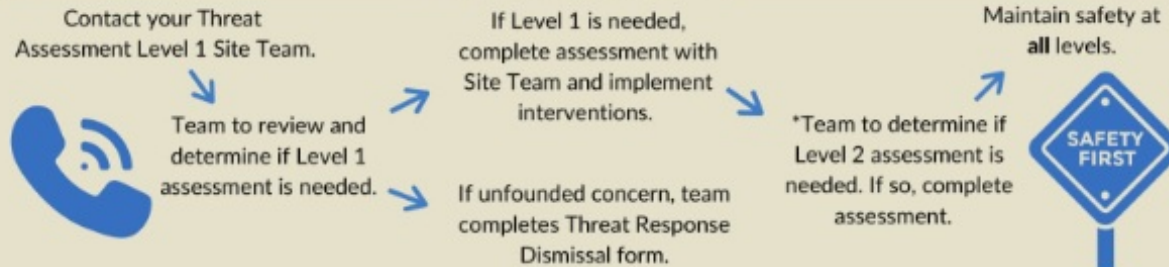 Contact your Threat
Assessment Level 1 Site Team.
Team to review and
determine if Level 1
assessment is needed.
If Level 1 is needed,
complete assessment with
Site Team and implement
interventions.
If unfounded concern, team
completes Threat Response
Dismissal form.
*Team to determine if
Level 2 assessment is
needed. If so, complete
assessment.
Maintain safety at
all levels.
SAFETY
FIRST